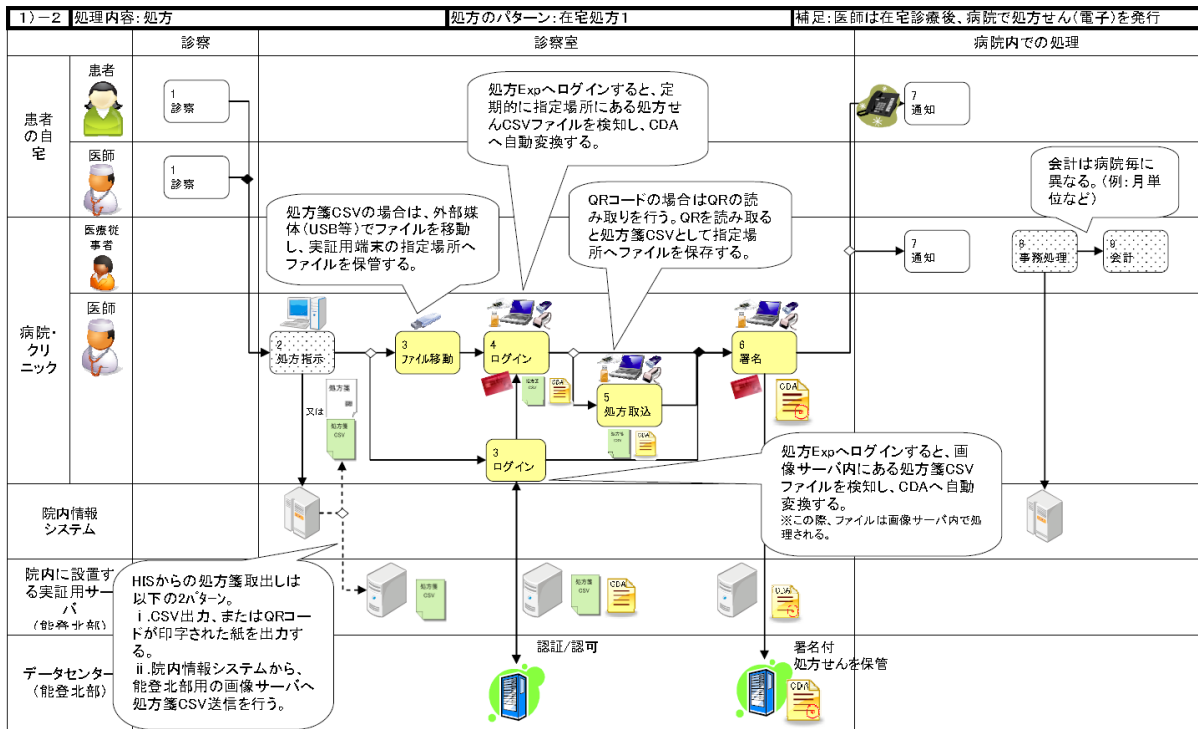 1)-2 処理内容:処方 処方のパターン:在宅処方1 補足:医師は在宅診療後、病院で処方せん(電子)を発行
診察 診察室 病院内での処理
患者
の自
宅
患者
1
診察
処方Expへログインすると、定
期的に指定場所にある処方せ
んCSVファイルを検知し、CDA
へ自動変換する。
7
通知
医師
1
診察
会計は病院毎に
異なる。(例:月単
位など)
処方箋CSVの場合は、外部媒
体(USB等)でファイルを移動
し、実証用端末の指定場所へ
ファイルを保管する。
QRコードの場合はQRの読
み取りを行う。QRを読み取る
と処方箋CSVとして指定場
所へファイルを保存する。
病院・
クリ
ニック
医療従
事者
7
通知
8
事務処理
9
会計
医師
2
処方指示
3
ファイル移動
4
ログイン
6
署名
処方箋
又は
処方箋
CSV
処方箋
CSV
CDA
CDA
5
処方取込
処方箋
CSV
CDA
3
ログイン
処方Expへログインすると、画
像サーバ内にある処方箋CSV
ファイルを検知し、CDAへ自動
変換する。
※この際、ファイルは画像サーバ内で処
理される。
院内情報
システム
HISからの処方箋取出しは
以下の2パターン。
ⅰ.CSV出力、またはQRコー
ドが印字された紙を出力す
る。
ⅱ.院内情報システムから、
能登北部用の画像サーバへ
処方箋CSV送信を行う。
院内に設置す
る実証用サー
バ
(能登北部)
処方箋
CSV
処方箋
CSV
CDA
CDA
データセンター
(能登北部)
認証/認可
署名付
処方せんを保管
CDA